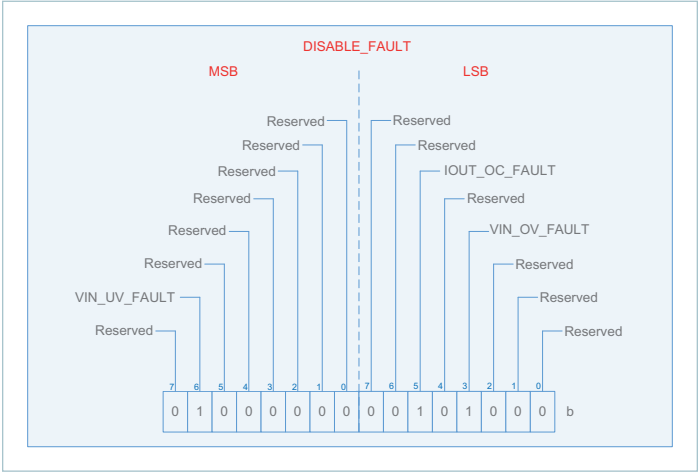 DISABLE_FAULT
MSB LSB
Reserved Reserved
Reserved Reserved
Reserved IOUT_OC_FAULT
Reserved Reserved
Reserved VIN_OV_FAULT
Reserved Reserved
VIN_UV_FAULT Reserved
Reserved Reserved
7 6 5 4 3 2 1 0 7 6 5 4 3 2 1 0
0 1 0 0 0 0 0 0 0 0 1 0 1 0 0 0 b